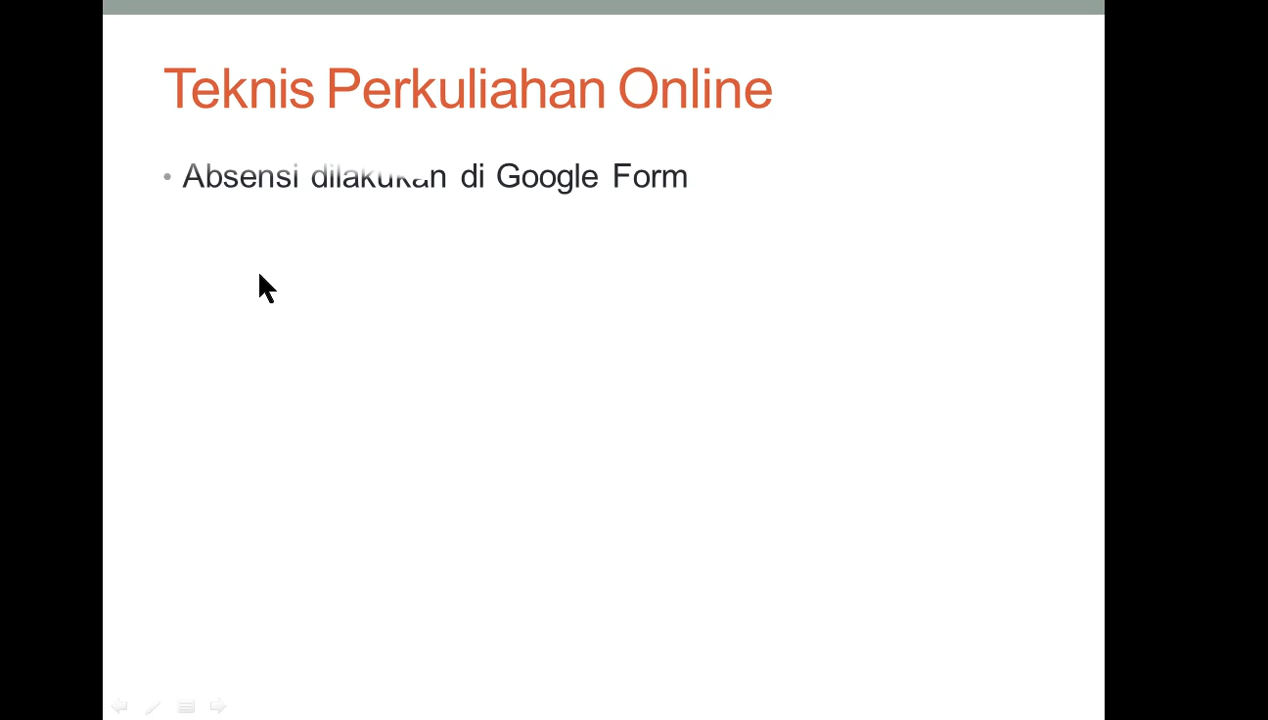 Teknis Perkuliahan Online
• Absensi dilakukan di Google Form